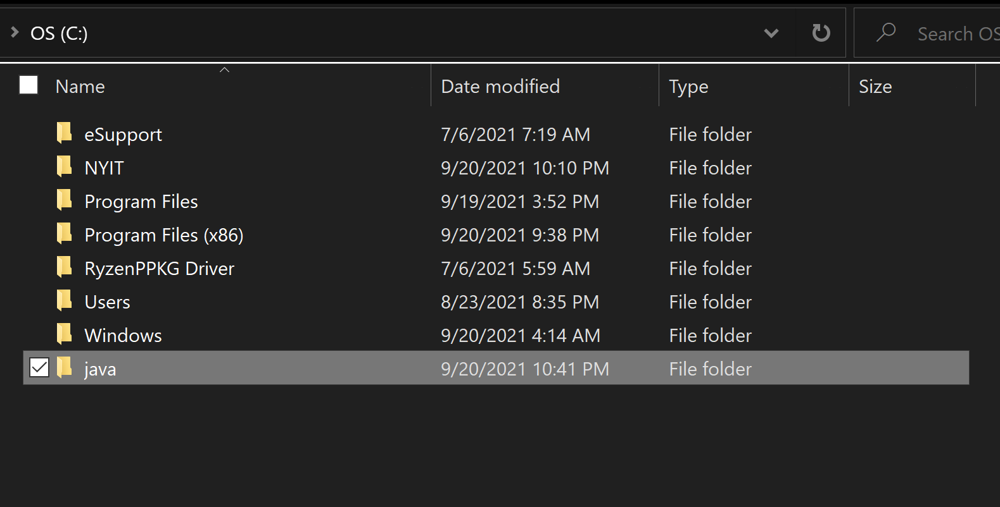 OS (C:) Search OS
Name Date modified Type Size
eSupport 7/6/2021 7:19 AM File folder
NYIT 9/20/2021 10:10 PM File folder
Program Files 9/19/2021 3:52 PM File folder
Program Files (x86) 9/20/2021 9:38 PM File folder
RyzenPPKG Driver 7/6/2021 5:59 AM File folder
Users 8/23/2021 8:35 PM File folder
Windows 9/20/2021 4:14 AM File folder
java 9/20/2021 10:41 PM File folder